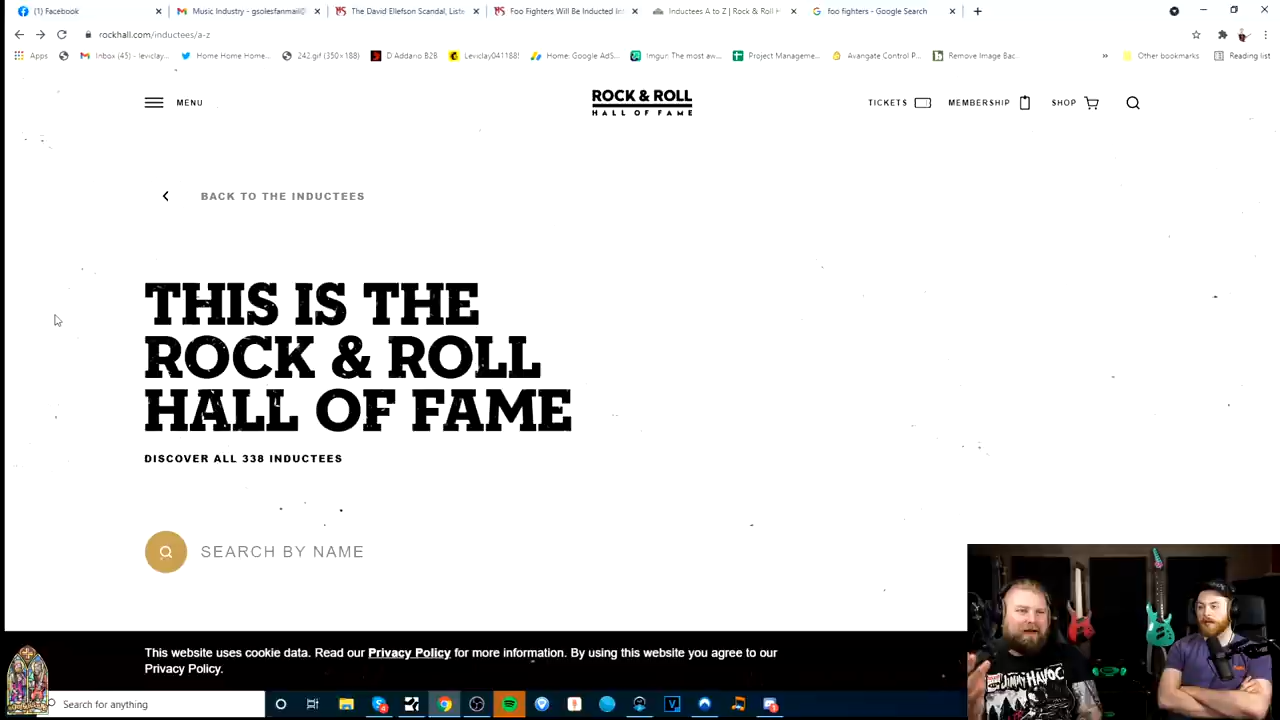 (1) Facebook
Music Industry - gsolesfanmail@
The David Ellefson Scandal, Liste
Foo Fighters Will Be Inducted In
Inductees A to Z | Rock & Roll H
foo fighters - Google Search
rockhall.com/inductees/a-z
Apps
Inbox (45) - leviclay...
Home Home Home...
242.gif (350×188)
D'Addario B2B
Leviclay041188!
Home: Google AdS...
Imgur: The most aw...
Project Manageme...
Avangate Control P...
Remove Image Bac...
Other bookmarks
Reading list
MENU
ROCK & ROLL
HALL OF FAME
TICKETS
MEMBERSHIP
SHOP
BACK TO THE INDUCTEES
THIS IS THE
ROCK & ROLL
HALL OF FAME
DISCOVER ALL 338 INDUCTEES
SEARCH BY NAME
This website uses cookie data. Read our Privacy Policy for more information. By using this website you agree to our
Privacy Policy.
Search for anything
JIMMY HAVOC